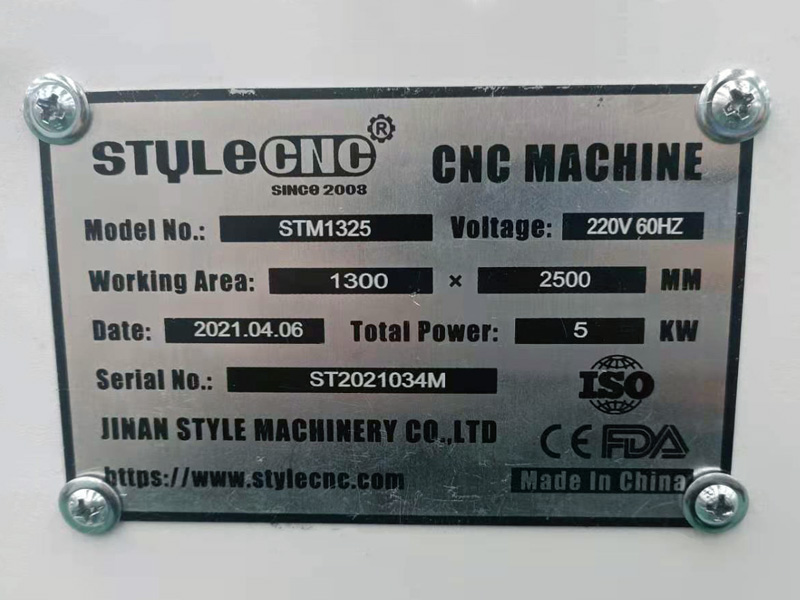 STYLECNC® CNC MACHINE
SINCE 2003
Model No.: STM1325 Voltage: 220V 60HZ
Working Area: 1300 × 2500 MM
Date: 2021.04.06 Total Power: 5 KW
Serial No.: ST2021034M
ISO
JINAN STYLE MACHINERY CO.,LTD
CE FDA
https://www.stylecnc.com Made In China